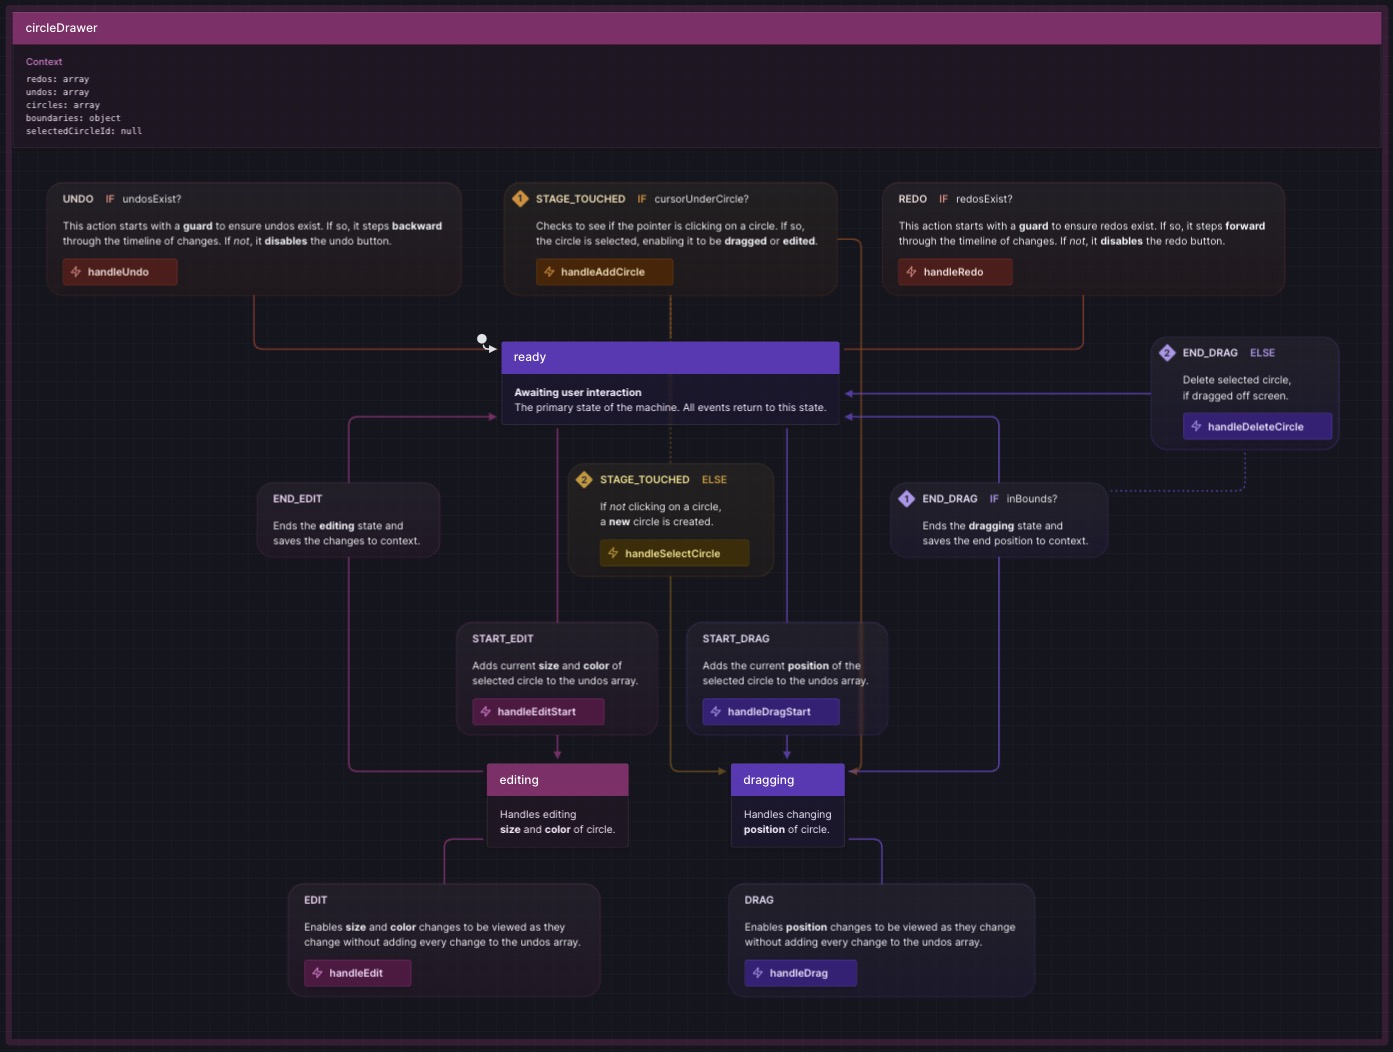 circleDrawer
Context
redos: array
undos: array
circles: array
boundaries: object
selectedCircleId: null
UNDO IF undosExist?
This action starts with a guard to ensure undos exist. If so, it steps backward
through the timeline of changes. If not, it disables the undo button.
handleUndo
1 STAGE_TOUCHED IF cursorUnderCircle?
Checks to see if the pointer is clicking on a circle. If so,
the circle is selected, enabling it to be dragged or edited.
handleAddCircle
REDO IF redosExist?
This action starts with a guard to ensure redos exist. If so, it steps forward
through the timeline of changes. If not, it disables the redo button.
handleRedo
ready
Awaiting user interaction
The primary state of the machine. All events return to this state.
2 END_DRAG ELSE
Delete selected circle,
if dragged off screen.
handleDeleteCircle
END_EDIT
Ends the editing state and
saves the changes to context.
2 STAGE_TOUCHED ELSE
If not clicking on a circle,
a new circle is created.
handleSelectCircle
1 END_DRAG IF inBounds?
Ends the dragging state and
saves the end position to context.
START_EDIT
Adds current size and color of
selected circle to the undos array.
handleEditStart
START_DRAG
Adds the current position of the
selected circle to the undos array.
handleDragStart
editing
Handles editing
size and color of circle.
dragging
Handles changing
position of circle.
EDIT
Enables size and color changes to be viewed as they
change without adding every change to the undos array.
handleEdit
DRAG
Enables position changes to be viewed as they change
without adding every change to the undos array.
handleDrag